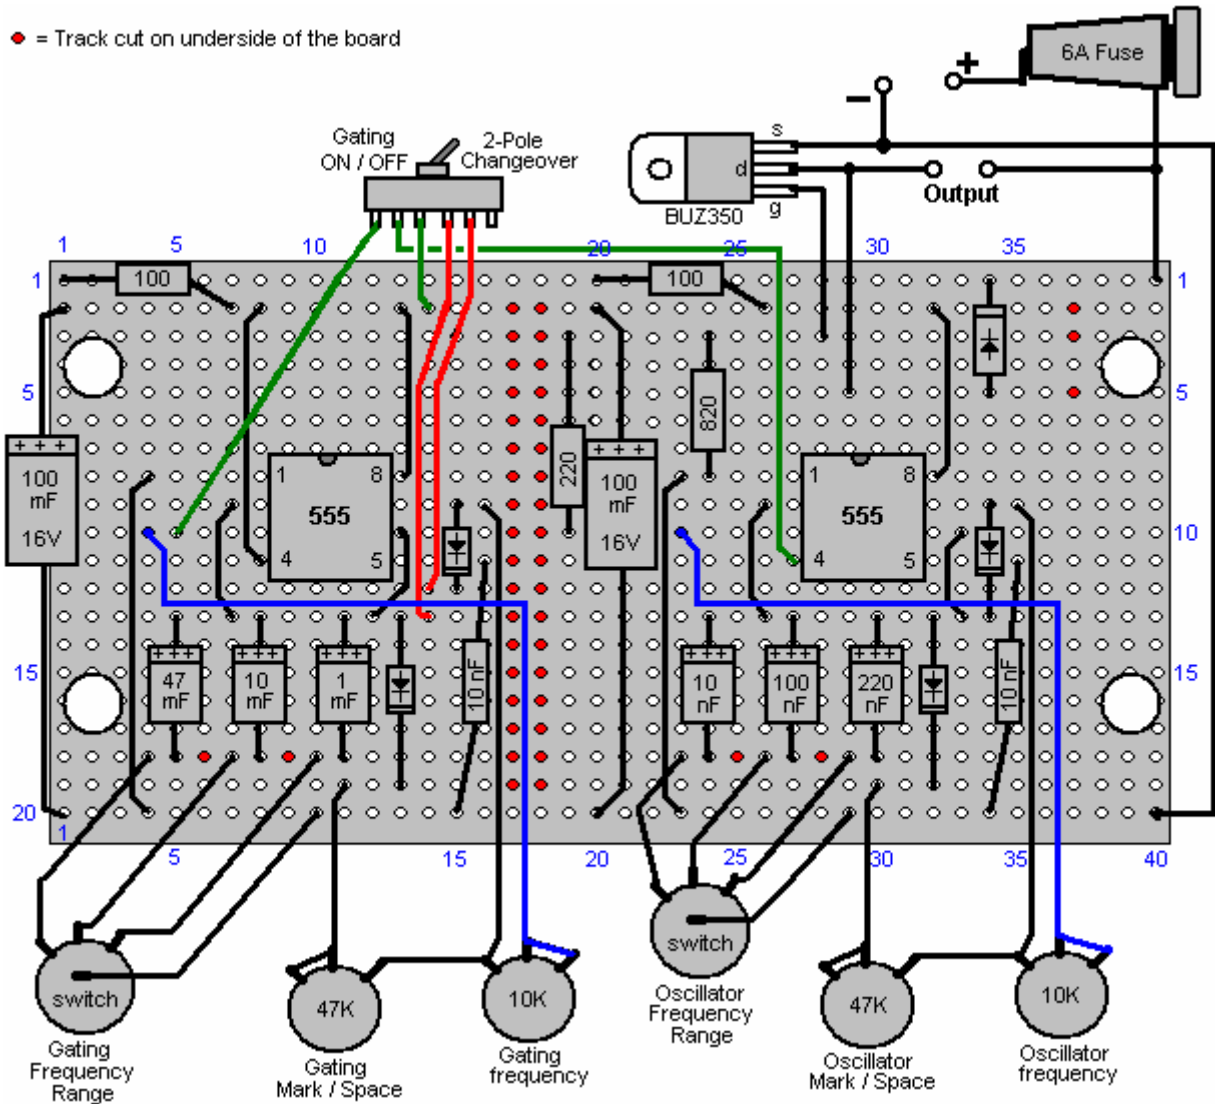 = Track cut on underside of the board
6A Fuse
+
−
Gating
ON / OFF
2-Pole
Changeover
s
d
g
BUZ350
Output
1
5
10
20
25
30
35
1
100
100
1
5
5
820
220
+ + +
100
mF
16V
1
8
555
4
5
+ + +
100
mF
16V
1
8
555
4
5
10
15
+++
47
mF
+++
10
mF
+++
1
mF
10 nF
+++
10
nF
+++
100
nF
+++
220
nF
10 nF
15
20
1
5
15
20
25
30
35
40
switch
Gating
Frequency
Range
47K
Gating
Mark / Space
10K
Gating
frequency
switch
Oscillator
Frequency
Range
47K
Oscillator
Mark / Space
10K
Oscillator
frequency